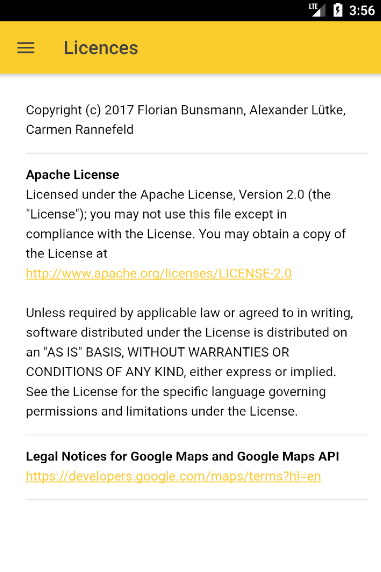 LTE 3:56
Licences
Copyright (c) 2017 Florian Bunsmann, Alexander Lütke,
Carmen Rannefeld
Apache License
Licensed under the Apache License, Version 2.0 (the
"License"); you may not use this file except in
compliance with the License. You may obtain a copy of
the License at
http://www.apache.org/licenses/LICENSE-2.0
Unless required by applicable law or agreed to in writing,
software distributed under the License is distributed on
an "AS IS" BASIS, WITHOUT WARRANTIES OR
CONDITIONS OF ANY KIND, either express or implied.
See the License for the specific language governing
permissions and limitations under the License.
Legal Notices for Google Maps and Google Maps API
https://developers.google.com/maps/terms?hl=en